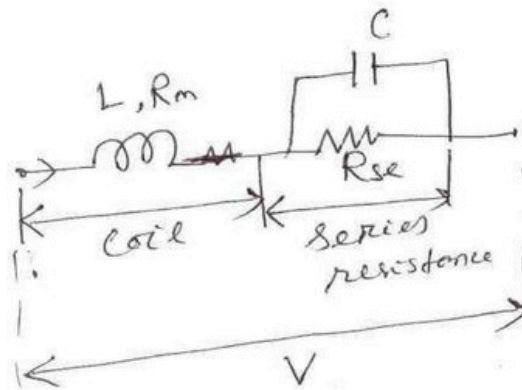 C
L, Rm
Rse
coil
series
resistance
V